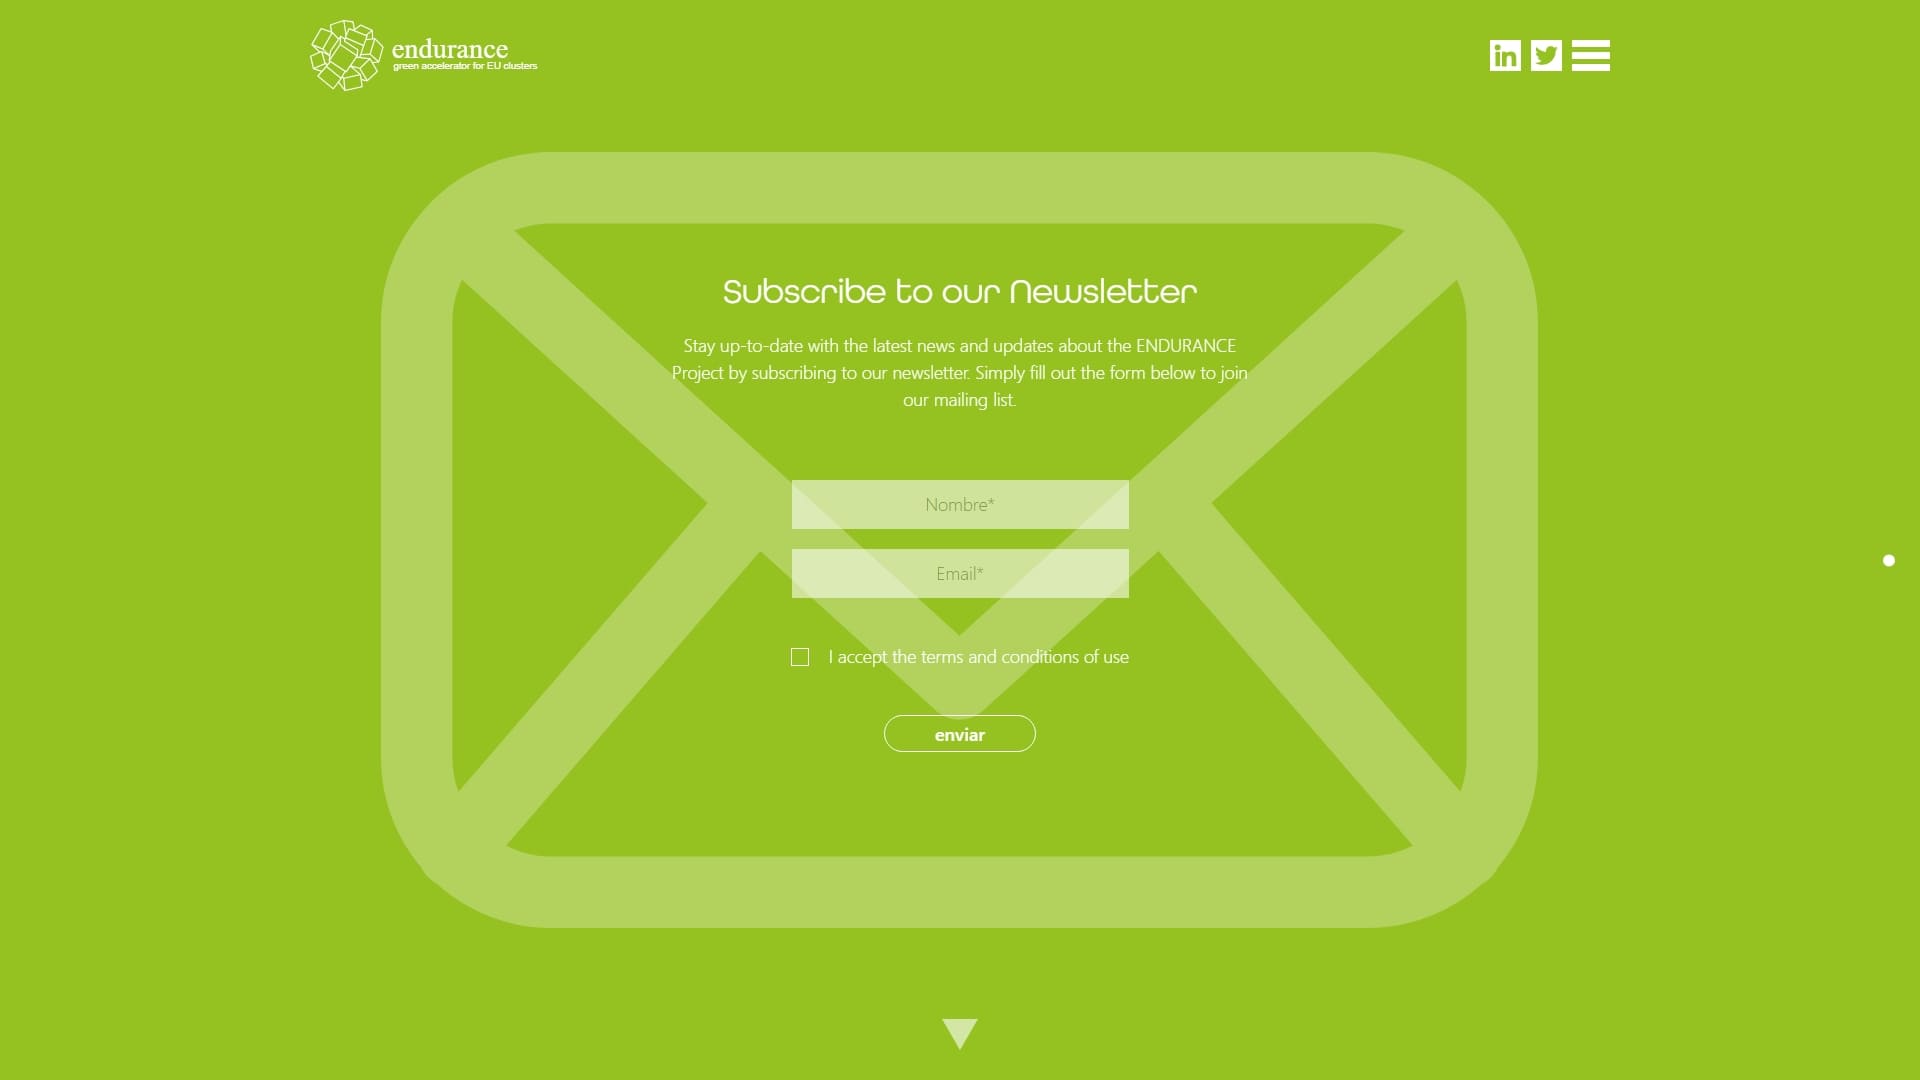 endurance
green accelerator for EU clusters
in
Subscribe to our Newsletter
Stay up-to-date with the latest news and updates about the ENDURANCE
Project by subscribing to our newsletter. Simply fill out the form below to join
our mailing list.
Nombre*
Email*
I accept the terms and conditions of use
enviar